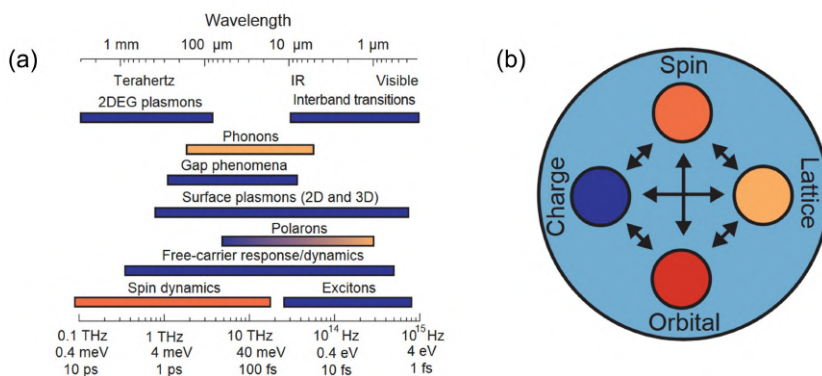 Wavelength
1 mm 100 μm 10 μm 1 μm
(a)
Terahertz IR Visible
2DEG plasmons Interband transitions
Phonons
Gap phenomena
Surface plasmons (2D and 3D)
Polarons
Free-carrier response/dynamics
Spin dynamics Excitons
0.1 THz 1 THz 10 THz 10¹⁴ Hz 10¹⁵ Hz
0.4 meV 4 meV 40 meV 0.4 eV 4 eV
10 ps 1 ps 100 fs 10 fs 1 fs
(b)
Spin
Charge
Lattice
Orbital